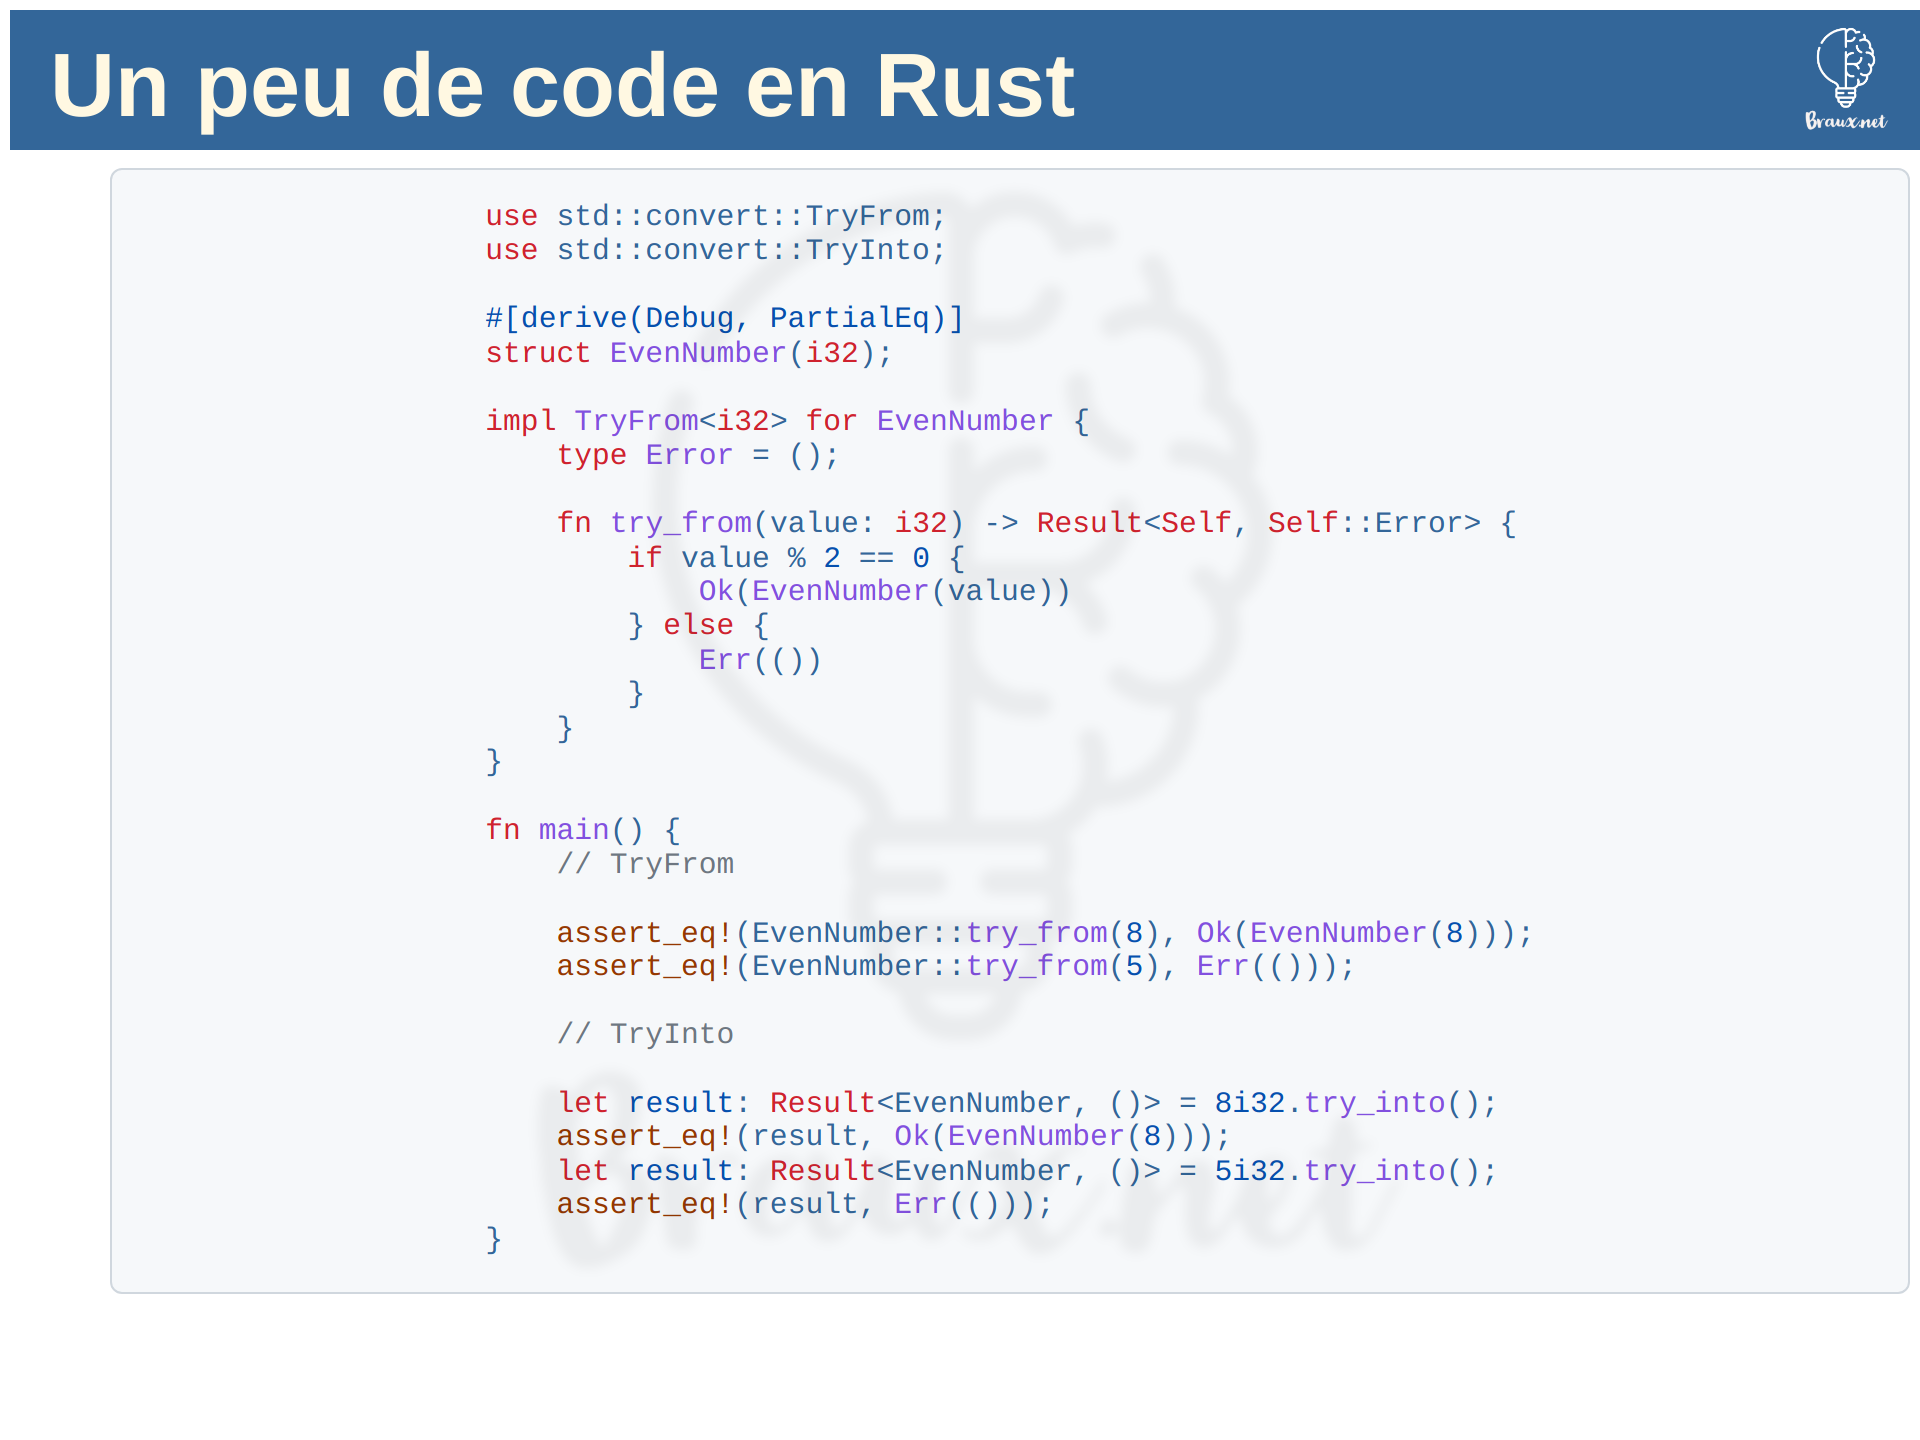 Un peu de code en Rust
Braux.net
use std::convert::TryFrom;
use std::convert::TryInto;

#[derive(Debug, PartialEq)]
struct EvenNumber(i32);

impl TryFrom<i32> for EvenNumber {
    type Error = ();

    fn try_from(value: i32) -> Result<Self, Self::Error> {
        if value % 2 == 0 {
            Ok(EvenNumber(value))
        } else {
            Err(())
        }
    }
}

fn main() {
    // TryFrom

    assert_eq!(EvenNumber::try_from(8), Ok(EvenNumber(8)));
    assert_eq!(EvenNumber::try_from(5), Err(()));

    // TryInto

    let result: Result<EvenNumber, ()> = 8i32.try_into();
    assert_eq!(result, Ok(EvenNumber(8)));
    let result: Result<EvenNumber, ()> = 5i32.try_into();
    assert_eq!(result, Err(()));
}
Braux.net